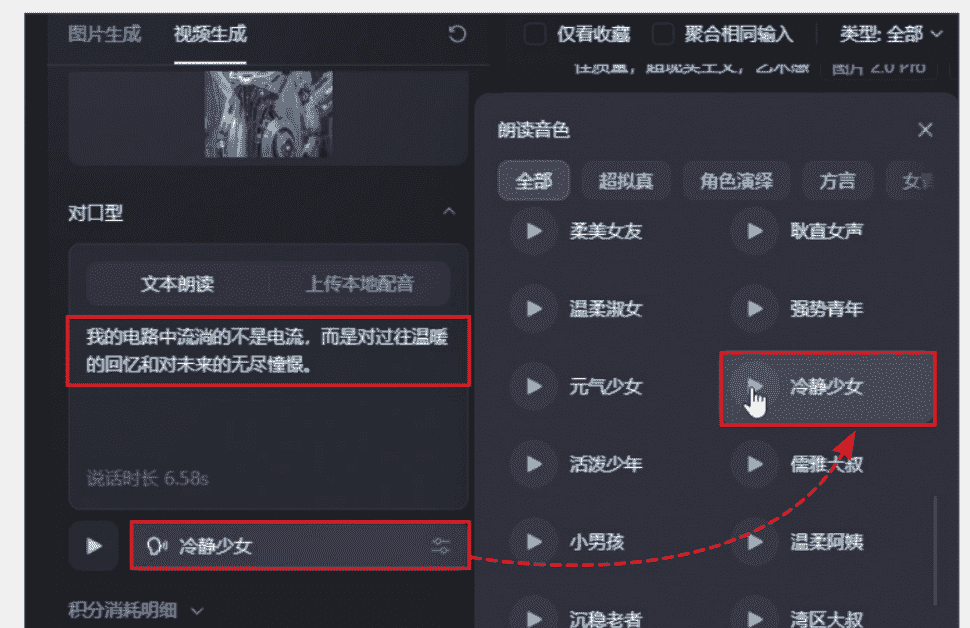 图片生成
视频生成
仅看收藏
聚合相同输入
类型: 全部
图片 2.0 Pro
对口型
文本朗读
上传本地配音
我的电路中流淌的不是电流，而是对过往温暖
的回忆和对未来的无尽憧憬。
说话时长 6.58s
冷静少女
积分消耗明细
朗读音色
全部
超拟真
角色演绎
方言
柔美女友
耿直女声
温柔淑女
强势青年
元气少女
冷静少女
活泼少年
儒雅大叔
小男孩
温柔阿姨
沉稳老者
湾区大叔